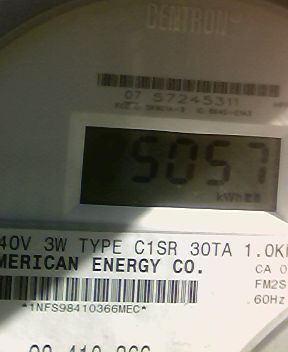 CENTRON
07 57245311
5057
kWh
40V 3W TYPE C1SR 30TA 1.0K
MERICAN ENERGY CO.
CA 0
FM2S
*1NFS98410366MEC*
60Hz